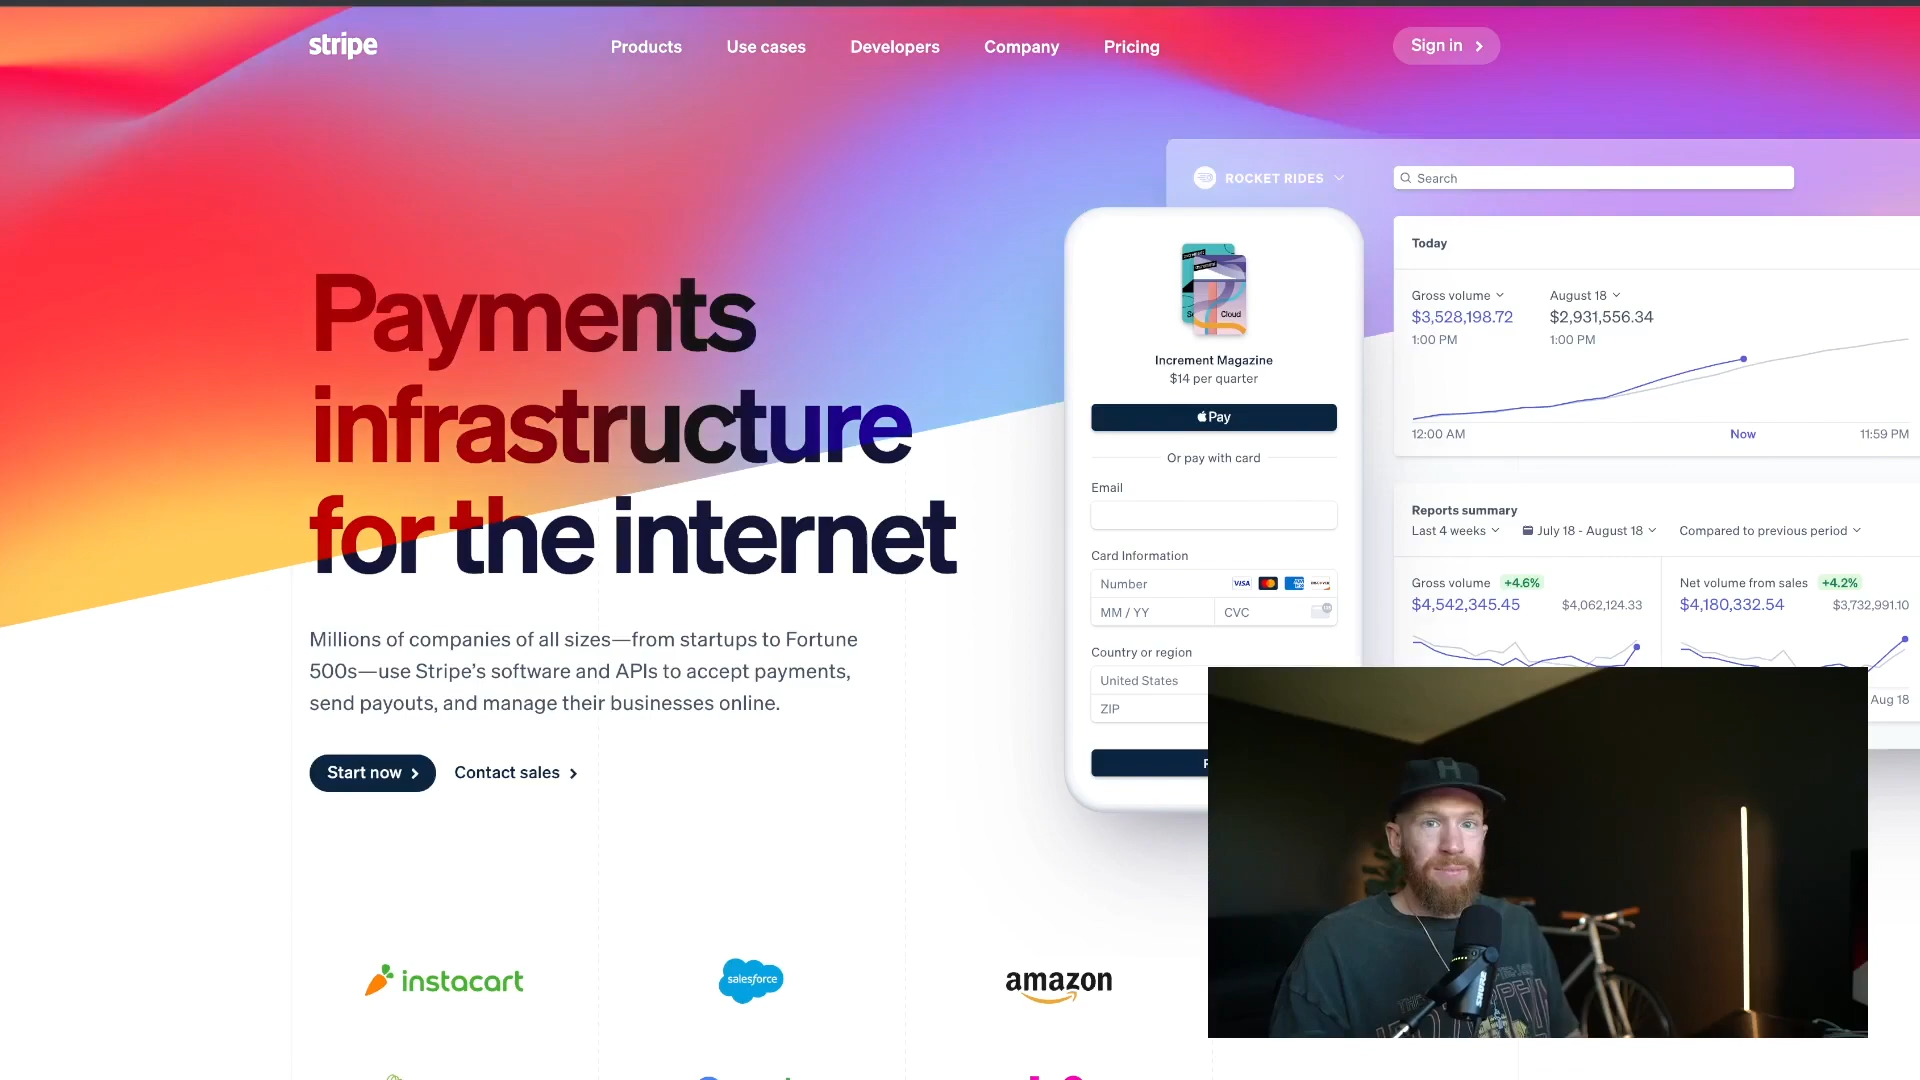 stripe
Products
Use cases
Developers
Company
Pricing
Sign in
ROCKET RIDES
Search
Payments
infrastructure
for the internet
Millions of companies of all sizes—from startups to Fortune
500s—use Stripe's software and APIs to accept payments,
send payouts, and manage their businesses online.
Start now
Contact sales
Cloud
Increment Magazine
$14 per quarter
Pay
Or pay with card
Email
Card Information
Number
VISA
MM / YY
CVC
Country or region
United States
ZIP
Today
Gross volume
August 18
$3,528,198.72
$2,931,556.34
1:00 PM
1:00 PM
12:00 AM
Now
11:59 PM
Reports summary
Last 4 weeks
July 18 - August 18
Compared to previous period
Gross volume +4.6%
$4,542,345.45
$4,062,124.33
Net volume from sales +4.2%
$4,180,332.54
$3,732,991.10
Aug 18
H
SHURE
instacart
salesforce
amazon